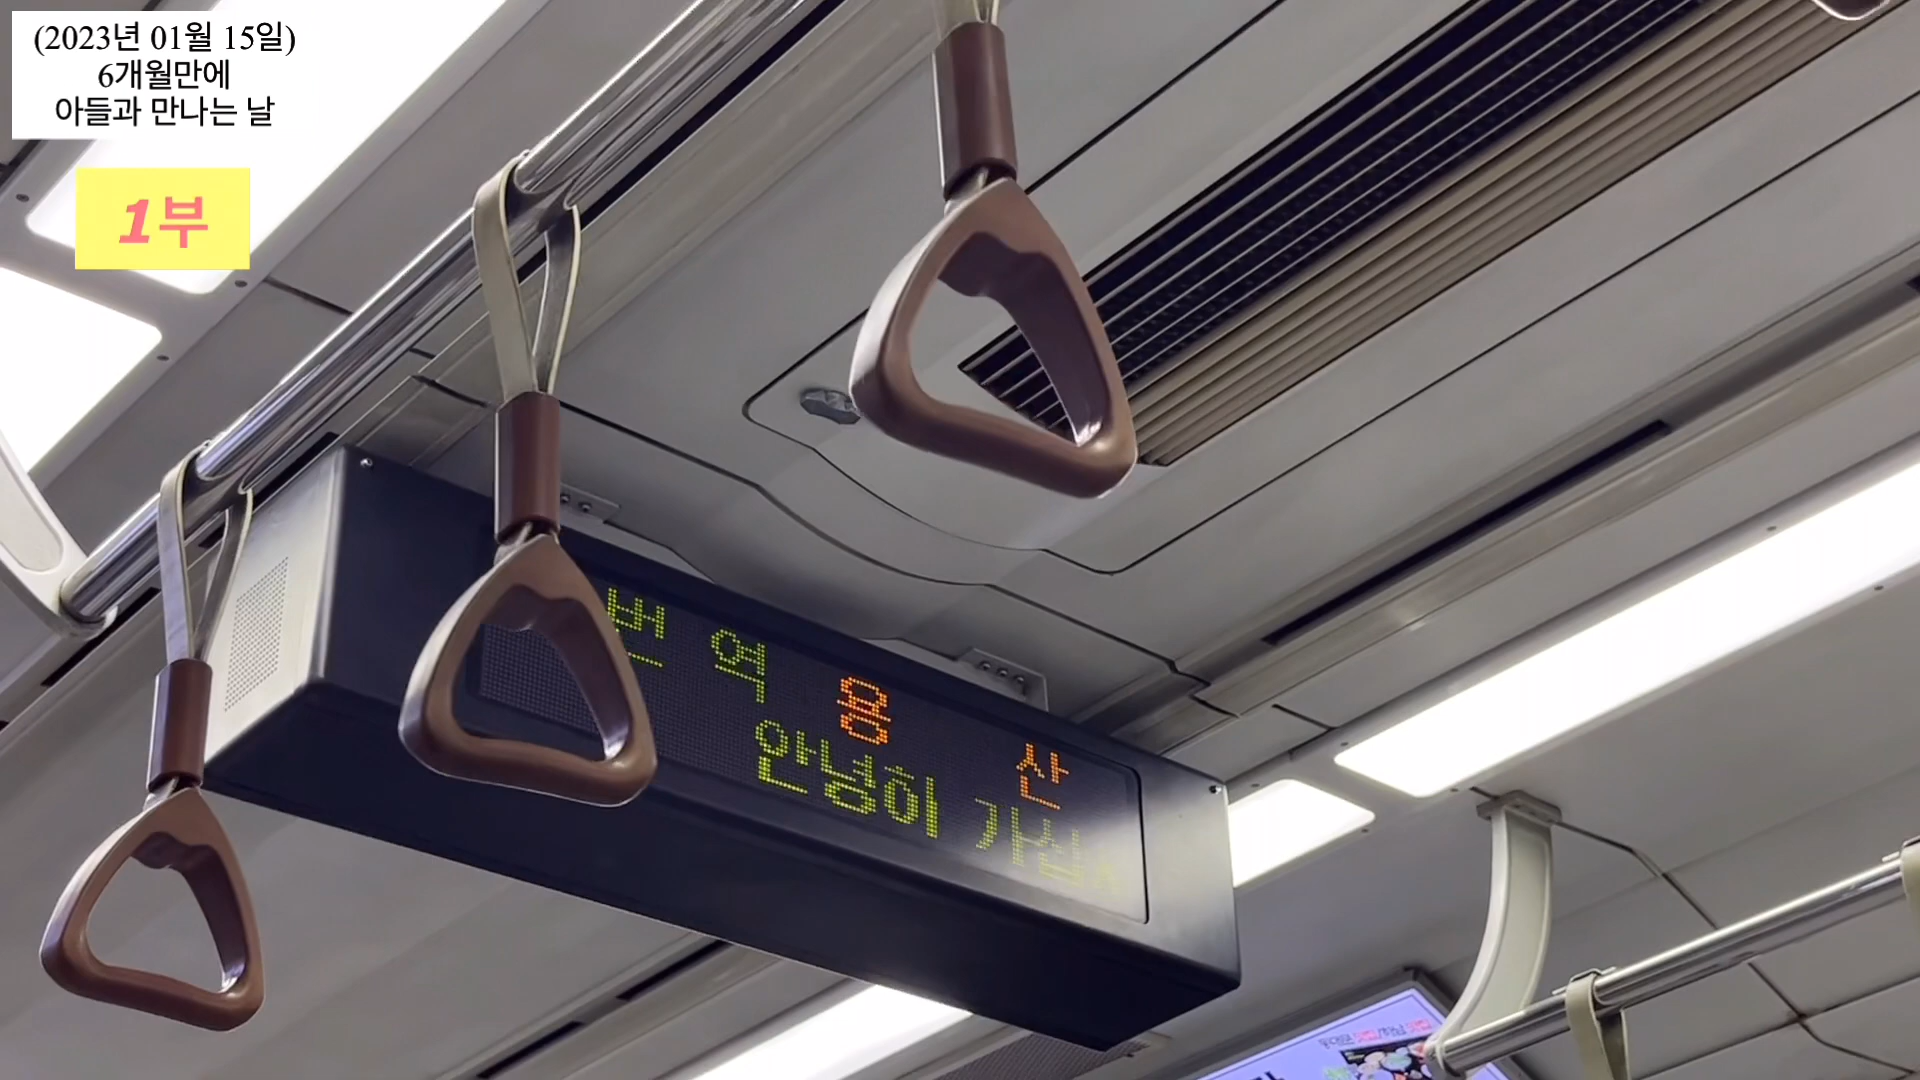 (2023년 01월 15일)
6개월만에
아들과 만나는 날
1부
번 역 용 산
안녕히 가십